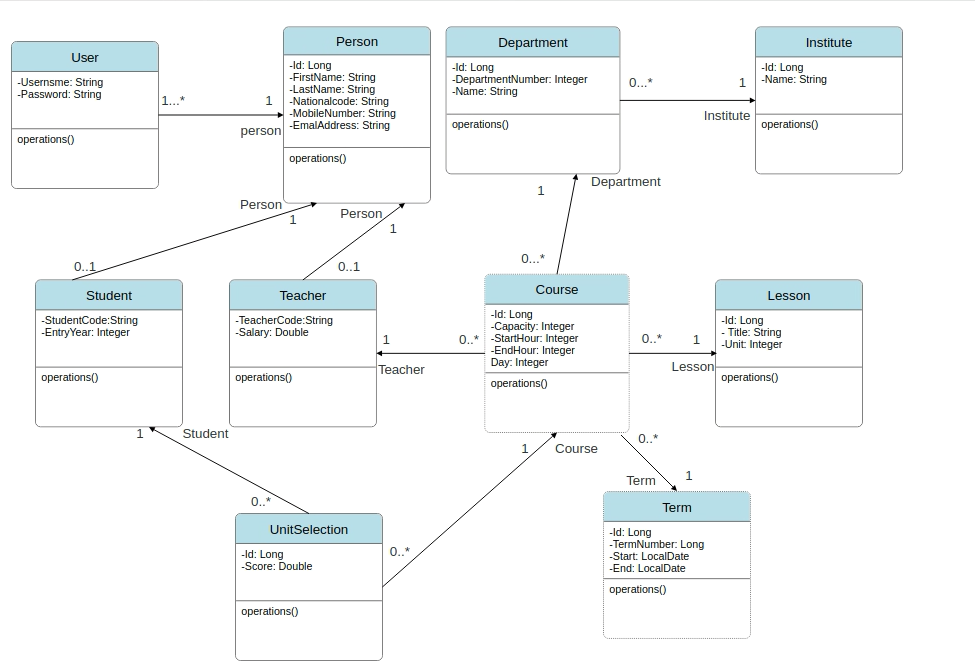 User
-Usernsme: String
-Password: String
operations()
1...*
1
person
Person
-Id: Long
-FirstName: String
-LastName: String
-Nationalcode: String
-MobileNumber: String
-EmalAddress: String
operations()
Department
-Id: Long
-DepartmentNumber: Integer
-Name: String
operations()
0...*
1
Institute
Institute
-Id: Long
-Name: String
operations()
Person
1
0..1
Person
1
0..1
1
Department
0...*
Student
-StudentCode:String
-EntryYear: Integer
operations()
Teacher
-TeacherCode:String
-Salary: Double
operations()
1
0..*
Teacher
Course
-Id: Long
-Capacity: Integer
-StartHour: Integer
-EndHour: Integer
Day: Integer
operations()
0..*
1
Lesson
Lesson
-Id: Long
- Title: String
-Unit: Integer
operations()
1
Student
0..*
1
Course
0..*
0..*
1
Term
UnitSelection
-Id: Long
-Score: Double
operations()
Term
-Id: Long
-TermNumber: Long
-Start: LocalDate
-End: LocalDate
operations()